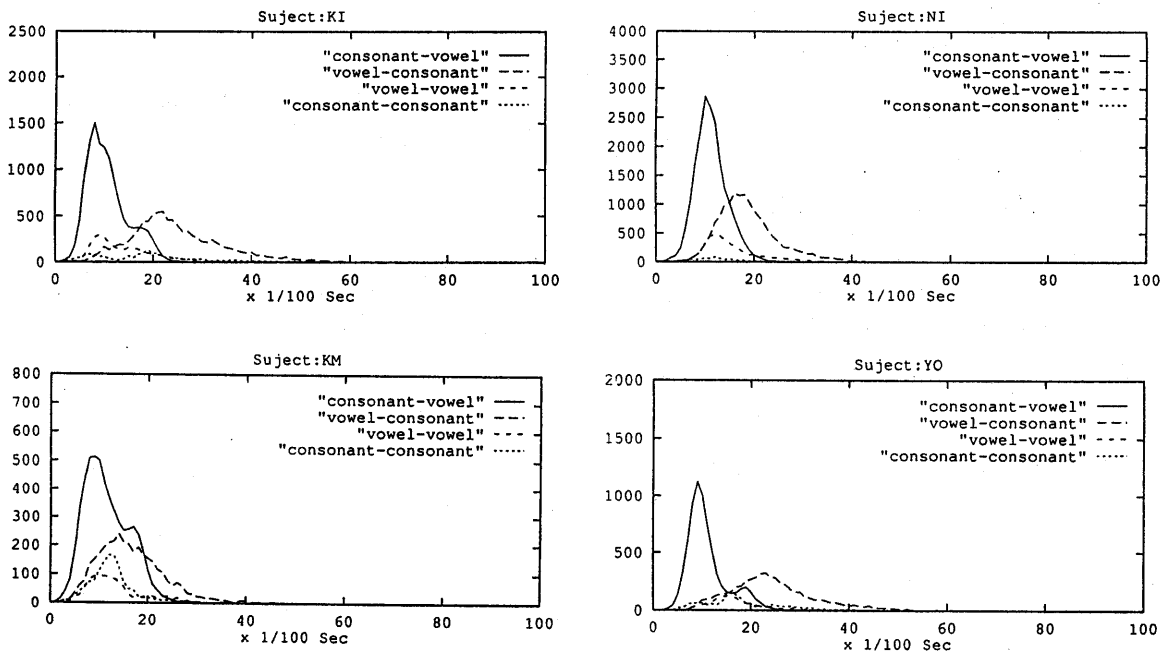 Suject:KI
2500
2000
1500
1000
500
0
"consonant-vowel"
"vowel-consonant"
"vowel-vowel"
"consonant-consonant"
0 20 40 60 80 100
x 1/100 Sec
Suject:NI
4000
3500
3000
2500
2000
1500
1000
500
0
"consonant-vowel"
"vowel-consonant"
"vowel-vowel"
"consonant-consonant"
0 20 40 60 80 100
x 1/100 Sec
Suject:KM
800
700
600
500
400
300
200
100
0
"consonant-vowel"
"vowel-consonant"
"vowel-vowel"
"consonant-consonant"
0 20 40 60 80 100
x 1/100 Sec
Suject:YO
2000
1500
1000
500
0
"consonant-vowel"
"vowel-consonant"
"vowel-vowel"
"consonant-consonant"
0 20 40 60 80 100
x 1/100 Sec